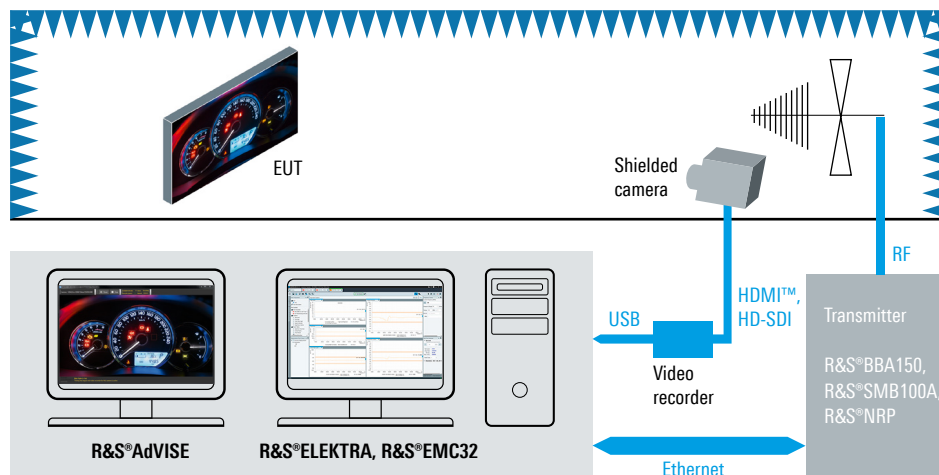 EUT
Shielded
camera
RF
HDMI™,
HD-SDI
USB
Transmitter
Video
recorder
R&S®BBA150,
R&S®SMB100A,
R&S®NRP
R&S®AdVISE
R&S®ELEKTRA, R&S®EMC32
Ethernet